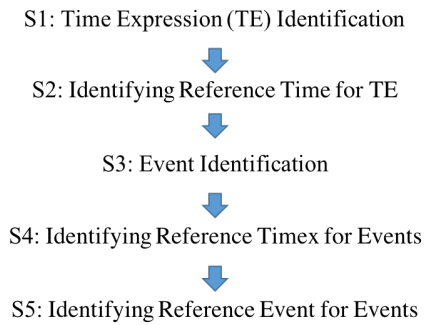 S1: Time Expression (TE) Identification
S2: Identifying Reference Time for TE
S3: Event Identification
S4: Identifying Reference Timex for Events
S5: Identifying Reference Event for Events